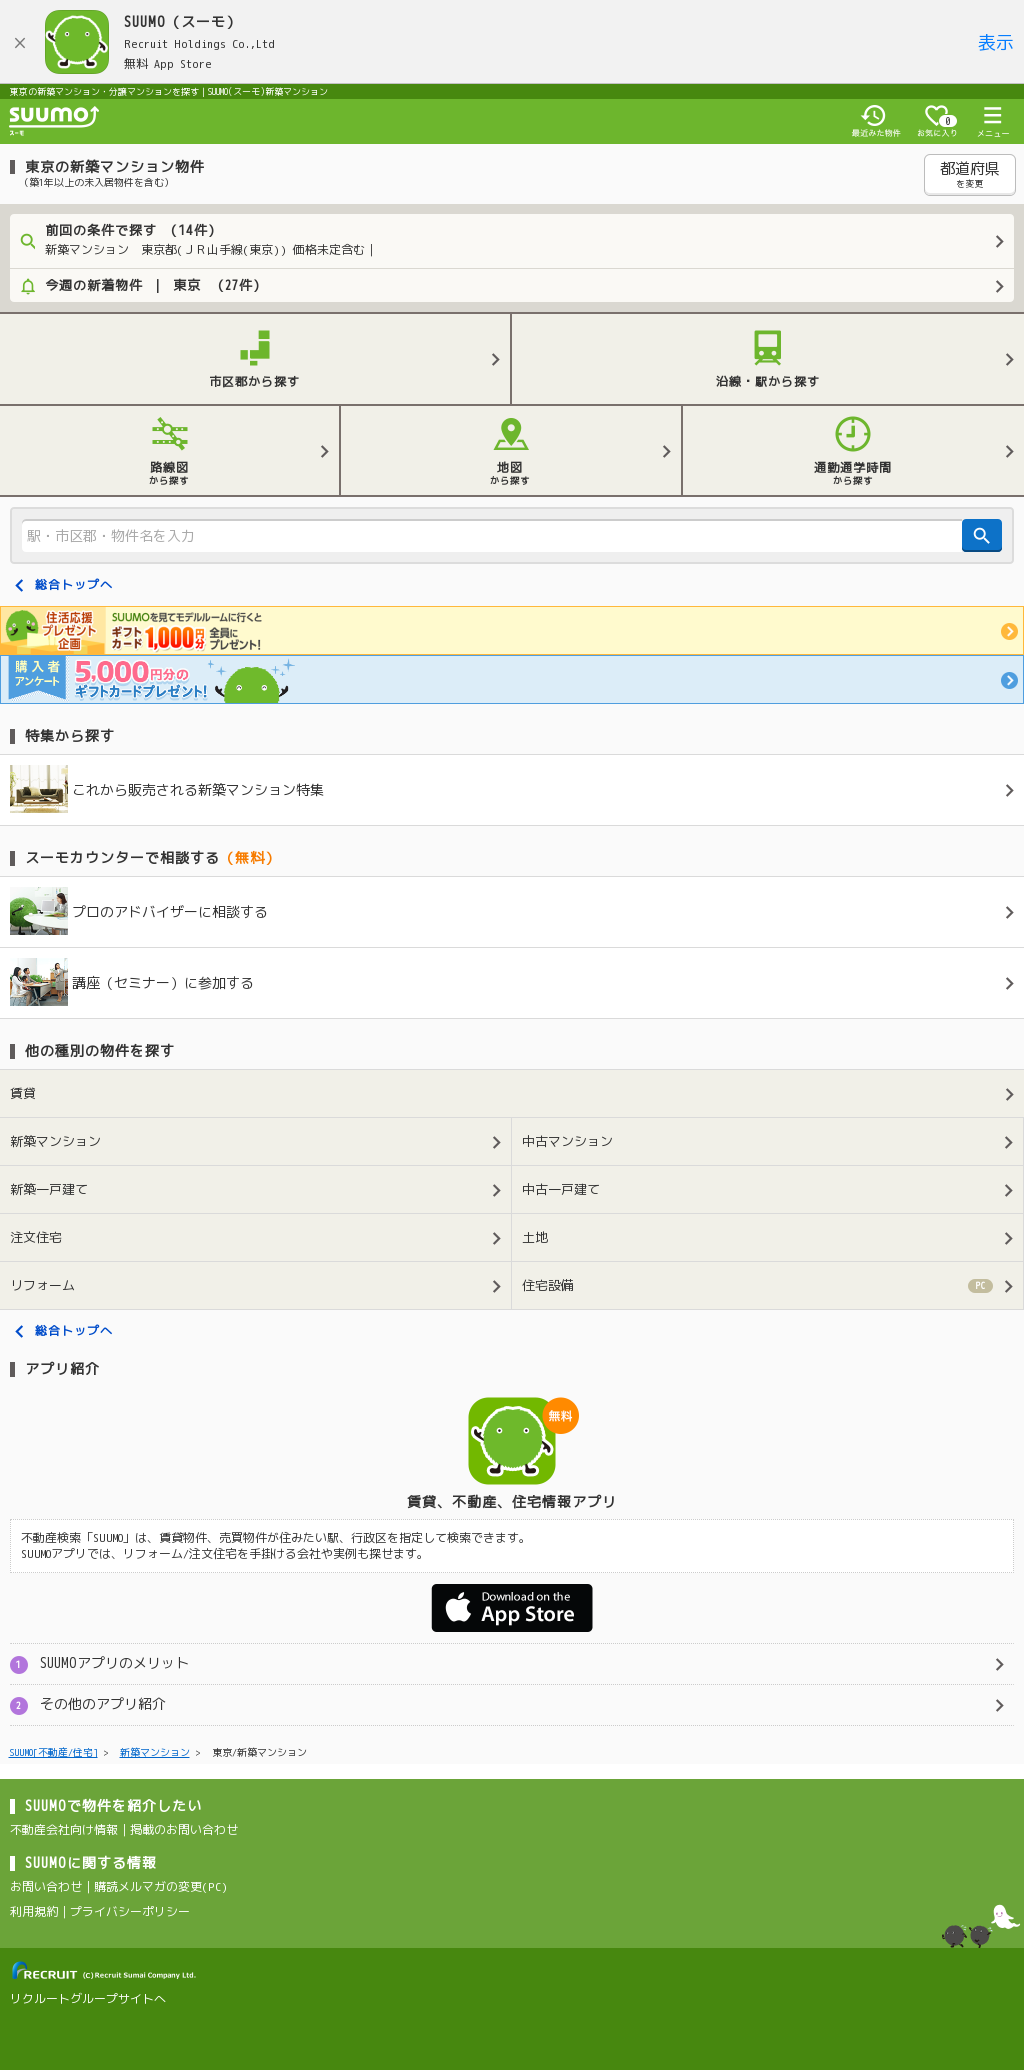 SUUMO（スーモ）
Recruit Holdings Co.,Ltd
無料 App Store
表示
東京の新築マンション・分譲マンションを探す｜SUUMO(スーモ)新築マンション
SUUMO
スーモ
最近みた物件
0
お気に入り
メニュー
東京の新築マンション物件
（築1年以上の未入居物件を含む）
都道府県
を変更
前回の条件で探す （14件）
新築マンション　東京都(ＪＲ山手線(東京)) 価格未定含む｜
今週の新着物件 ｜ 東京 （27件）
市区郡から探す
沿線・駅から探す
路線図
から探す
地図
から探す
通勤通学時間
から探す
駅・市区郡・物件名を入力
総合トップへ
住活応援
プレゼント
企画
SUUMOを見てモデルルームに行くと
ギフトカード 1,000円分 全員にプレゼント!
購入者
アンケート
5,000円分の
ギフトカードプレゼント!
特集から探す
これから販売される新築マンション特集
スーモカウンターで相談する（無料）
プロのアドバイザーに相談する
講座（セミナー）に参加する
他の種別の物件を探す
賃貸
新築マンション
中古マンション
新築一戸建て
中古一戸建て
注文住宅
土地
リフォーム
住宅設備
PC
総合トップへ
アプリ紹介
無料
賃貸、不動産、住宅情報アプリ
不動産検索「SUUMO」は、賃貸物件、売買物件が住みたい駅、行政区を指定して検索できます。
SUUMOアプリでは、リフォーム/注文住宅を手掛ける会社や実例も探せます。
Download on the
App Store
1 SUUMOアプリのメリット
2 その他のアプリ紹介
SUUMO[不動産/住宅] > 新築マンション > 東京/新築マンション
SUUMOで物件を紹介したい
不動産会社向け情報｜掲載のお問い合わせ
SUUMOに関する情報
お問い合わせ｜購読メルマガの変更(PC)
利用規約｜プライバシーポリシー
RECRUIT (C)Recruit Sumai Company Ltd.
リクルートグループサイトへ